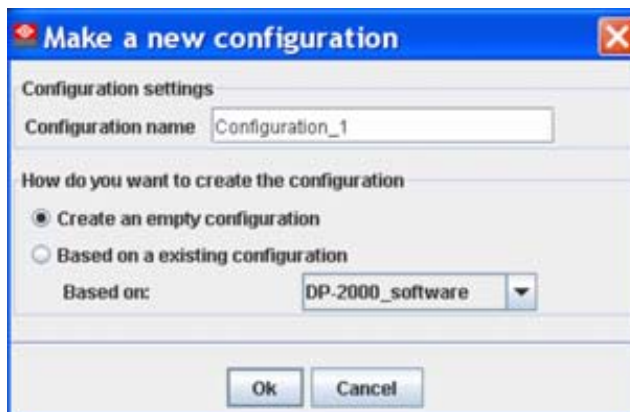 Make a new configuration
Configuration settings
Configuration name Configuration_1
How do you want to create the configuration
Create an empty configuration
Based on a existing configuration
Based on: DP-2000_software
Ok Cancel